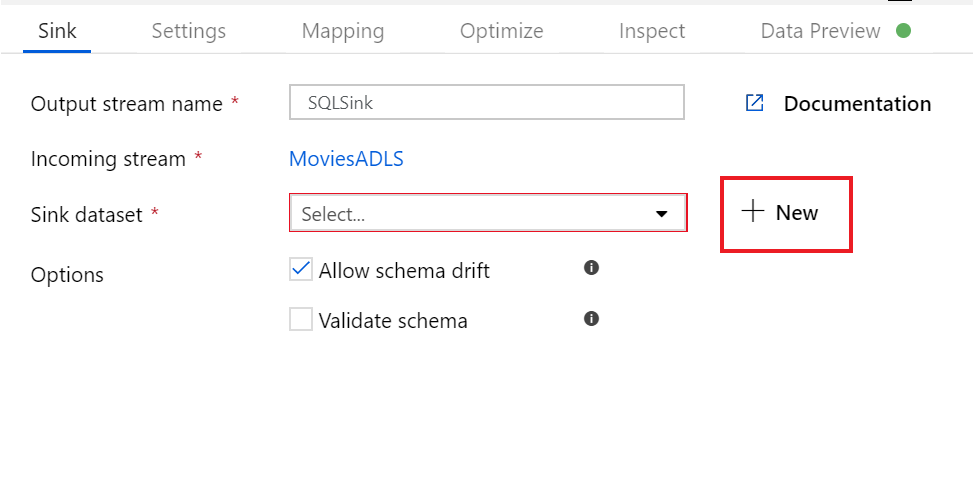 Sink Settings Mapping Optimize Inspect Data Preview
Output stream name * SQLSink Documentation
Incoming stream * MoviesADLS
Sink dataset * Select... + New
Options Allow schema drift
Validate schema